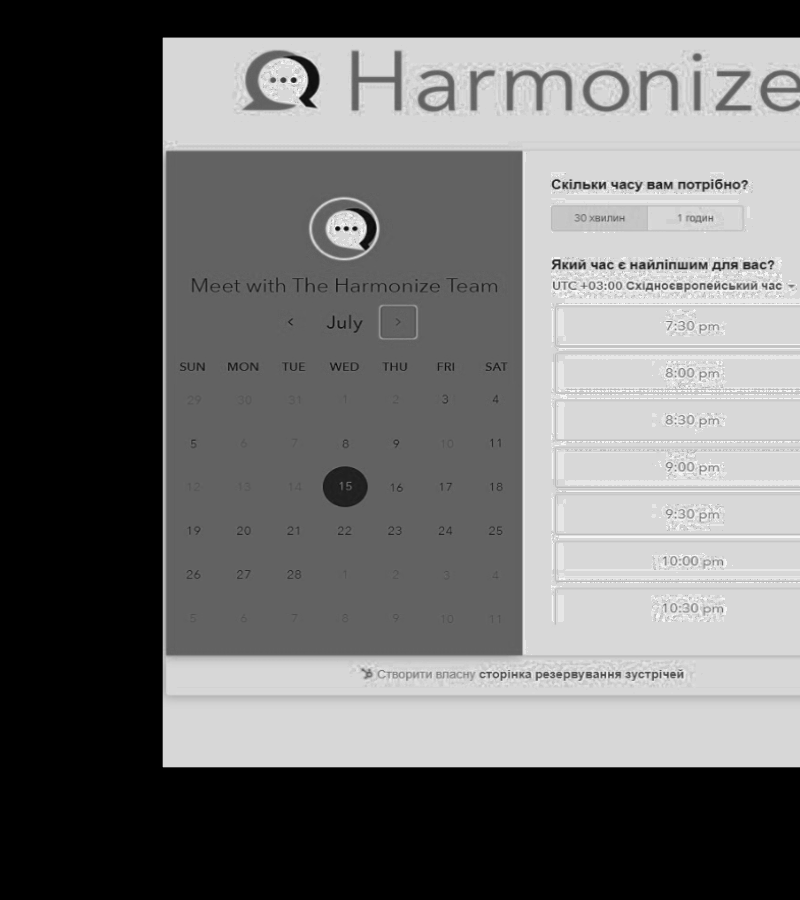 Harmonize
Meet with The Harmonize Team
< July >
SUN MON TUE WED THU FRI SAT
29 30 31 1 2 3 4
5 6 7 8 9 10 11
12 13 14 15 16 17 18
19 20 21 22 23 24 25
26 27 28 1 2 3 4
5 6 7 8 9 10 11
Скільки часу вам потрібно?
30 хвилин 1 годин
Який час є найліпшим для вас?
UTC +03:00 Східноєвропейський час
7:30 pm
8:00 pm
8:30 pm
9:00 pm
9:30 pm
10:00 pm
10:30 pm
Створити власну сторінка резервування зустрічей